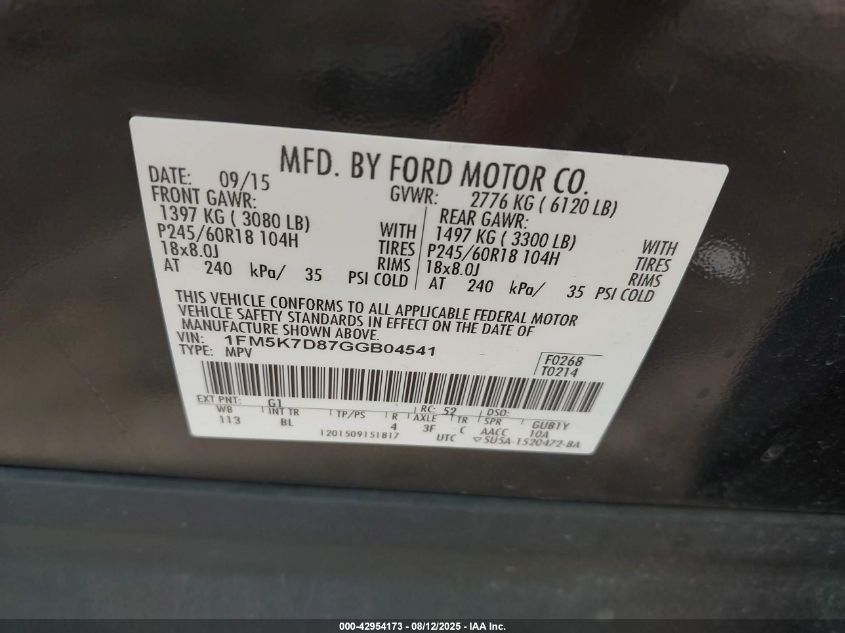 MFD. BY FORD MOTOR CO.
DATE: 09/15 GVWR: 2776 KG ( 6120 LB)
FRONT GAWR: REAR GAWR:
1397 KG ( 3080 LB) WITH 1497 KG ( 3300 LB) WITH
P245/60R18 104H TIRES P245/60R18 104H TIRES
18x8.0J RIMS 18x8.0J RIMS
AT 240 kPa/ 35 PSI COLD AT 240 kPa/ 35 PSI COLD
THIS VEHICLE CONFORMS TO ALL APPLICABLE FEDERAL MOTOR
VEHICLE SAFETY STANDARDS IN EFFECT ON THE DATE OF
MANUFACTURE SHOWN ABOVE.
VIN: 1FM5K7D87GGB04541
TYPE: MPV
F0268
T0214
EXT PNT: G1 RC: 52 DSO:
WB INT TR TP/PS R AXLE TR SPR GUBTY
113 BL 4 3F C AACC 10A
1201509151817 UTC ▽5U5A-1520472-BA
000-42954173 - 08/12/2025 - IAA Inc.